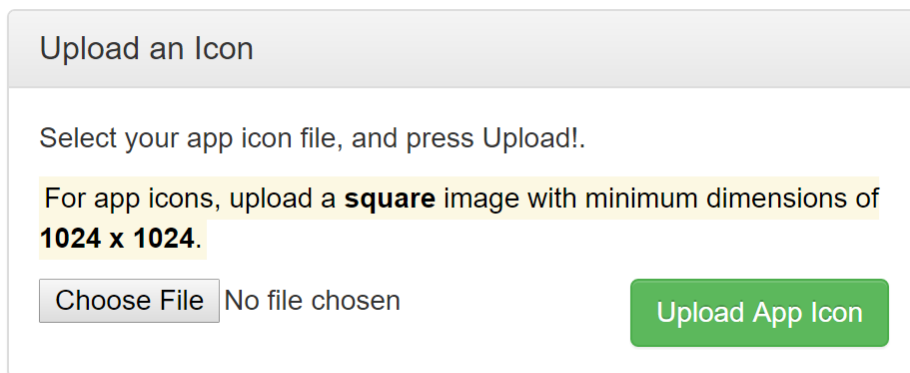 Upload an Icon
Select your app icon file, and press Upload!.
For app icons, upload a square image with minimum dimensions of
1024 x 1024.
Choose File No file chosen
Upload App Icon